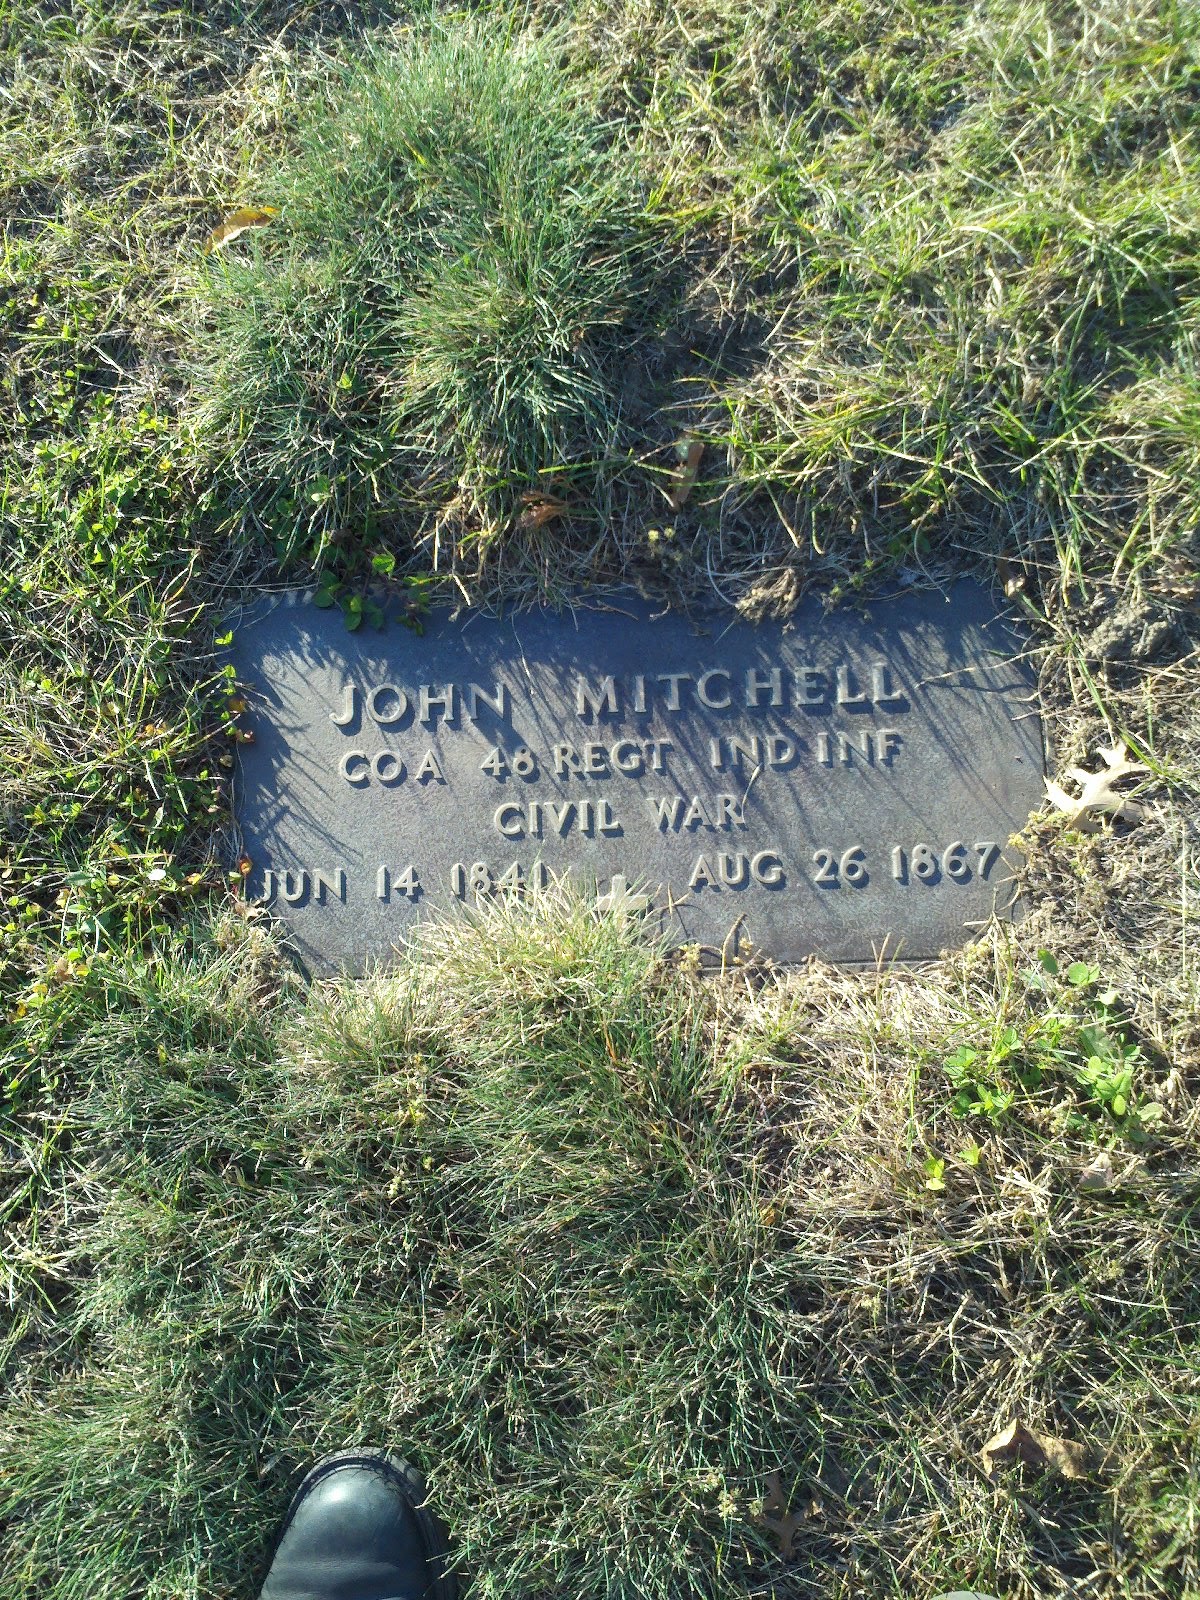 JOHN MITCHELL
CO A 48 REGT IND INF
CIVIL WAR
JUN 14 1841 AUG 26 1867